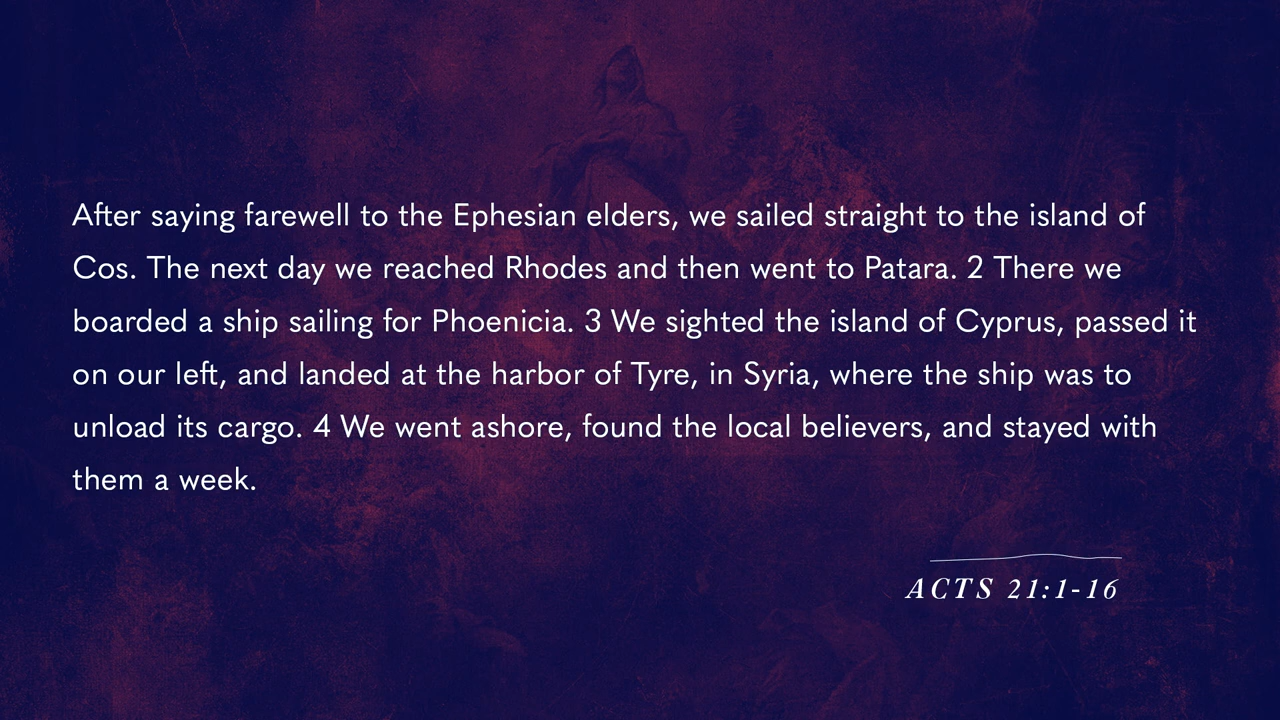 After saying farewell to the Ephesian elders, we sailed straight to the island of
Cos. The next day we reached Rhodes and then went to Patara. 2 There we
boarded a ship sailing for Phoenicia. 3 We sighted the island of Cyprus, passed it
on our left, and landed at the harbor of Tyre, in Syria, where the ship was to
unload its cargo. 4 We went ashore, found the local believers, and stayed with
them a week.
ACTS 21:1-16